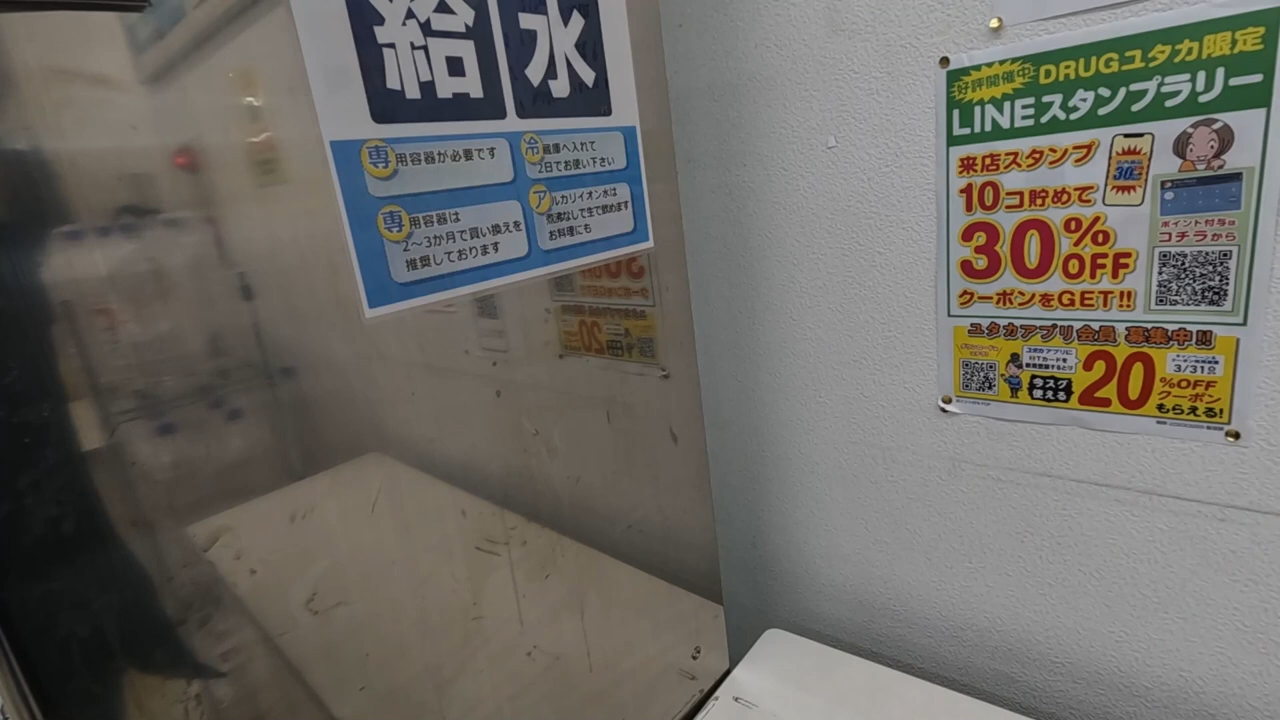 給水
専用容器が必要です
冷蔵庫へ入れて
2日でお使い下さい
専用容器は
2〜3か月で買い換えを
推奨しております
アルカリイオン水は
煮沸なしで生で飲めます
お料理にも
好評開催中
DRUGユタカ限定
LINEスタンプラリー
来店スタンプ
10コ貯めて
30%OFF
クーポンをGET!!
ポイント付与は
コチラから
ユタカアプリ会員 募集中!!
今スグ
使える
20%OFF
クーポン
もらえる!
3/31